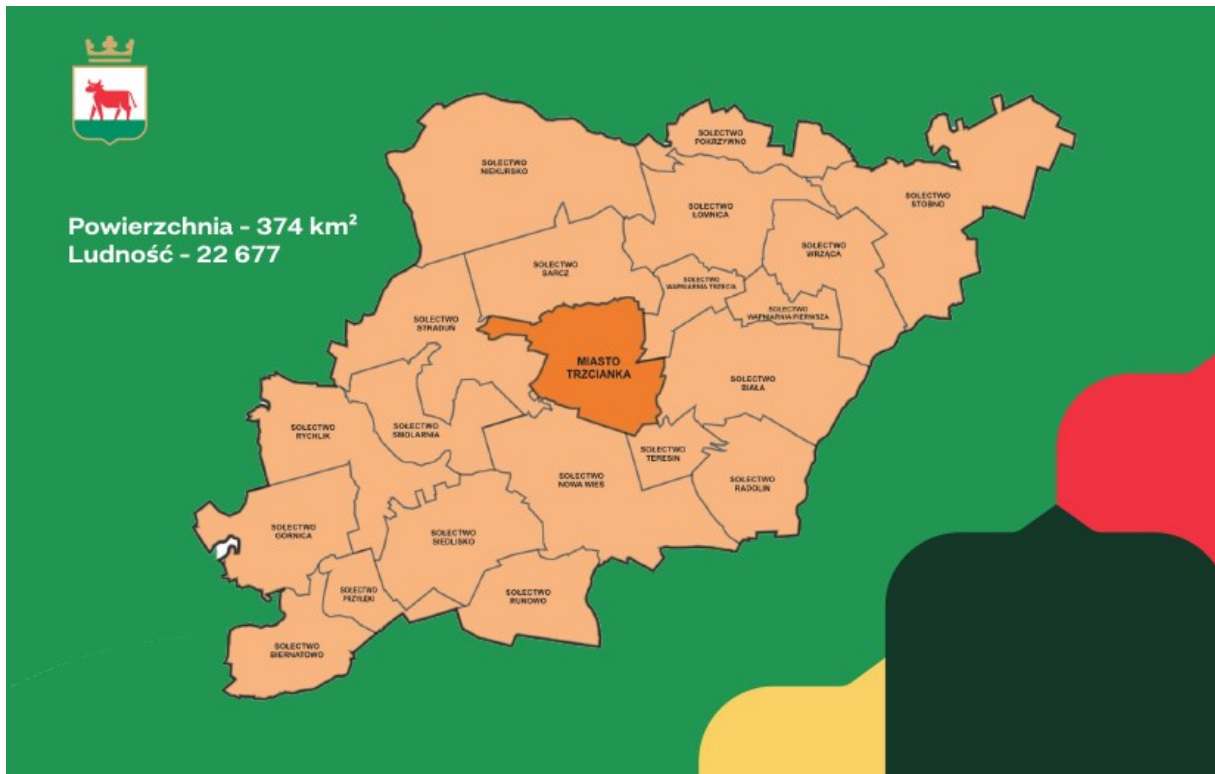 Powierzchnia - 374 km²
Ludność - 22 677
SOŁECTWO
NIEKURSKO
SOŁECTWO
POKRZYWNO
SOŁECTWO
STOBNO
SOŁECTWO
ŁOMNICA
SOŁECTWO
WRZĄCA
SOŁECTWO
SARCZ
SOŁECTWO
WAPNIARNIA TRZECIA
SOŁECTWO
WAPNIARNIA PIERWSZA
SOŁECTWO
STRADUŃ
MIASTO
TRZCIANKA
SOŁECTWO
BIAŁA
SOŁECTWO
RYCHLIK
SOŁECTWO
SMOLARNIA
SOŁECTWO
TERESIN
SOŁECTWO
NOWA WIEŚ
SOŁECTWO
RADOLIN
SOŁECTWO
GÓRNICA
SOŁECTWO
SIEDLISKO
SOŁECTWO
PRZYŁĘKI
SOŁECTWO
RUNOWO
SOŁECTWO
BIERNATOWO